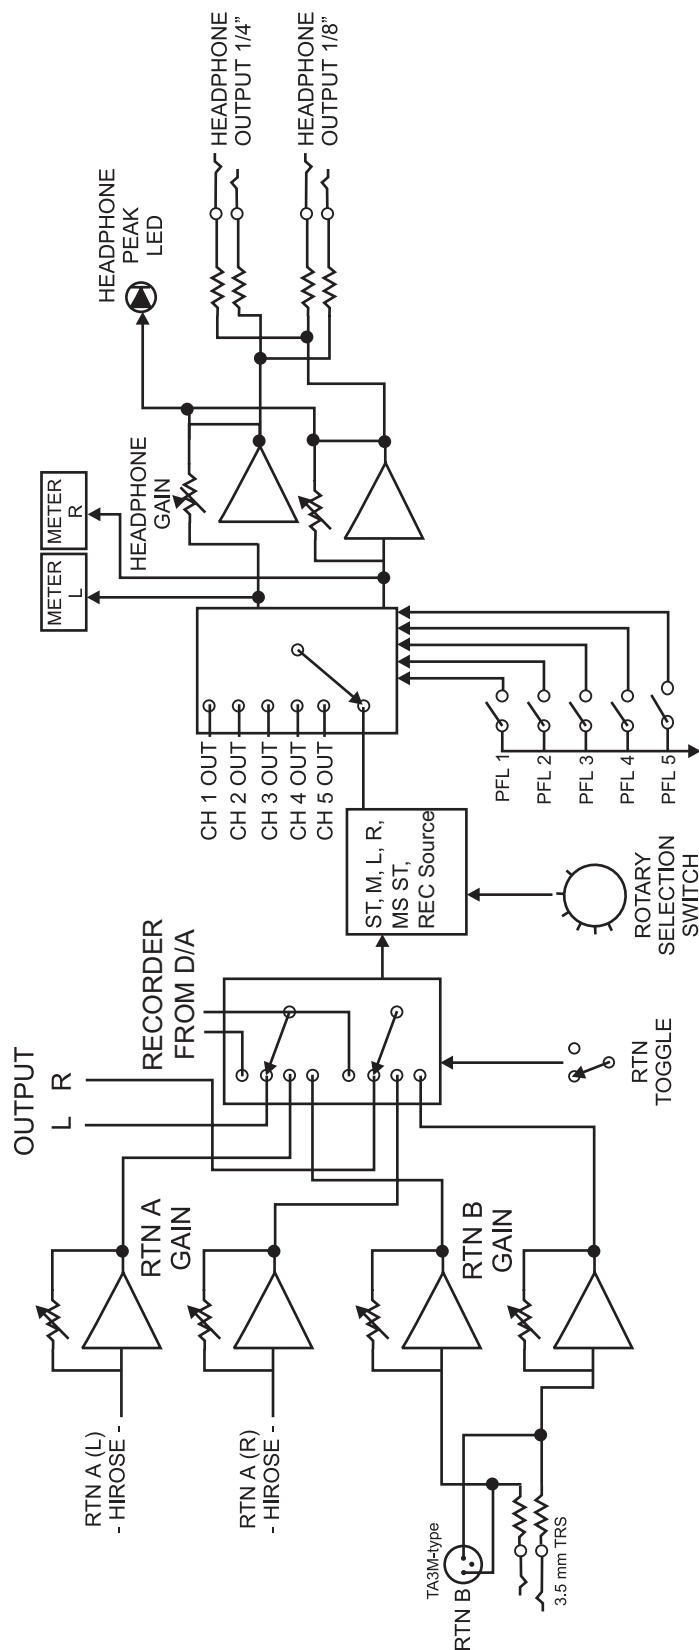 RTN A (L)
- HIROSE -
RTN A (R)
- HIROSE -
TA3M-type
RTN B
3.5 mm TRS
RTN A
GAIN
RTN B
GAIN
OUTPUT
L
R
RECORDER
FROM D/A
RTN
TOGGLE
ST, M, L, R,
MS ST,
REC Source
ROTARY
SELECTION
SWITCH
CH 1 OUT
CH 2 OUT
CH 3 OUT
CH 4 OUT
CH 5 OUT
PFL 1
PFL 2
PFL 3
PFL 4
PFL 5
METER
L
METER
R
HEADPHONE
GAIN
HEADPHONE
PEAK
LED
HEADPHONE
OUTPUT 1/4"
HEADPHONE
OUTPUT 1/8"